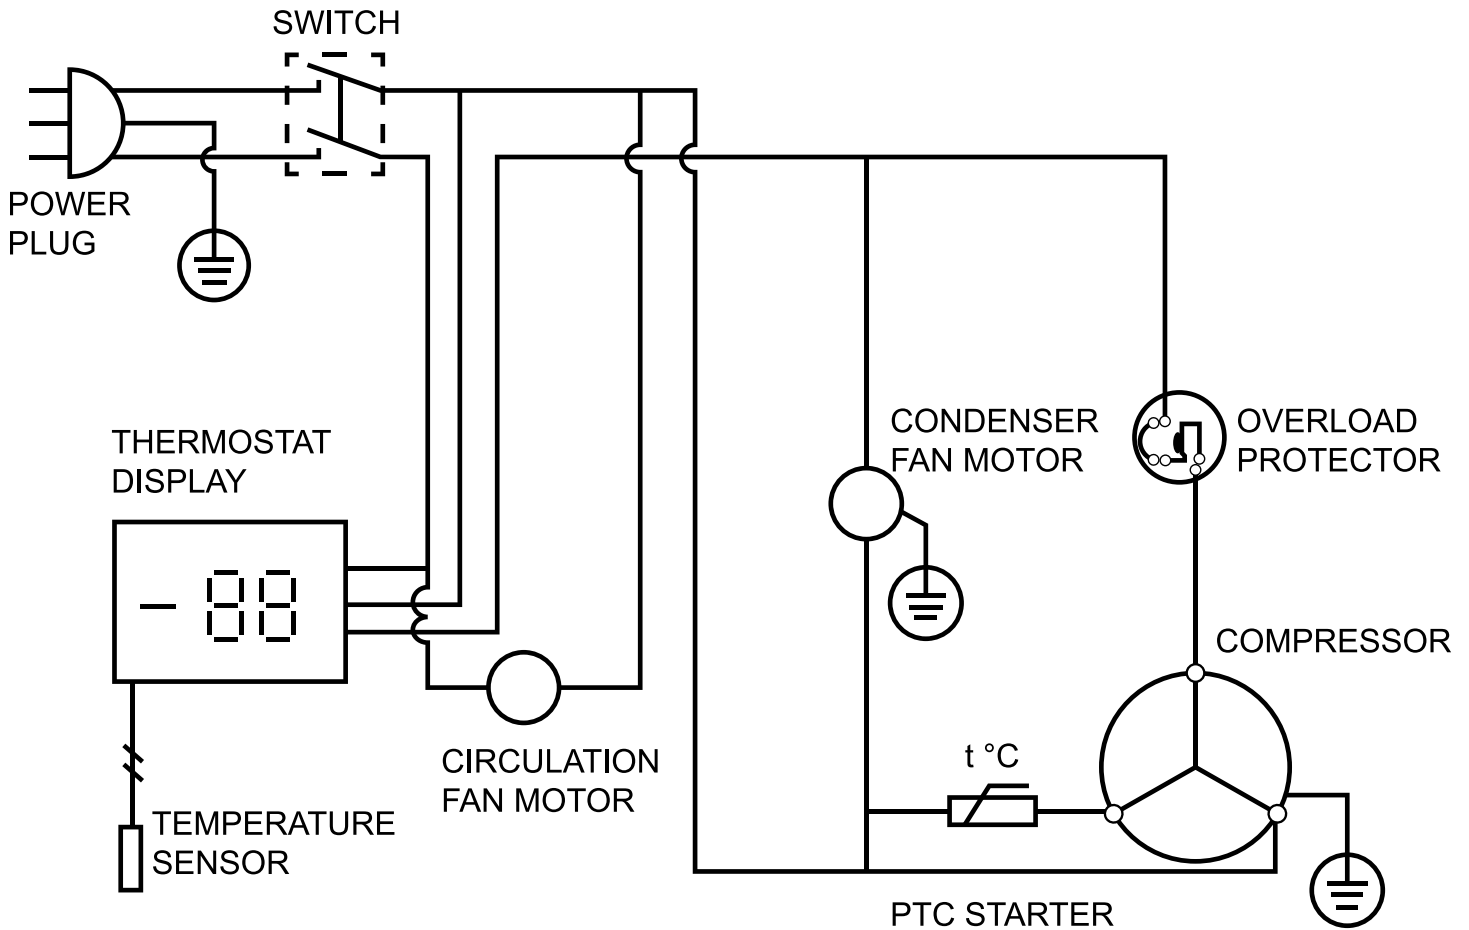 SWITCH
POWER
PLUG
THERMOSTAT
DISPLAY
-88
CONDENSER
FAN MOTOR
OVERLOAD
PROTECTOR
COMPRESSOR
CIRCULATION
FAN MOTOR
t °C
TEMPERATURE
SENSOR
PTC STARTER